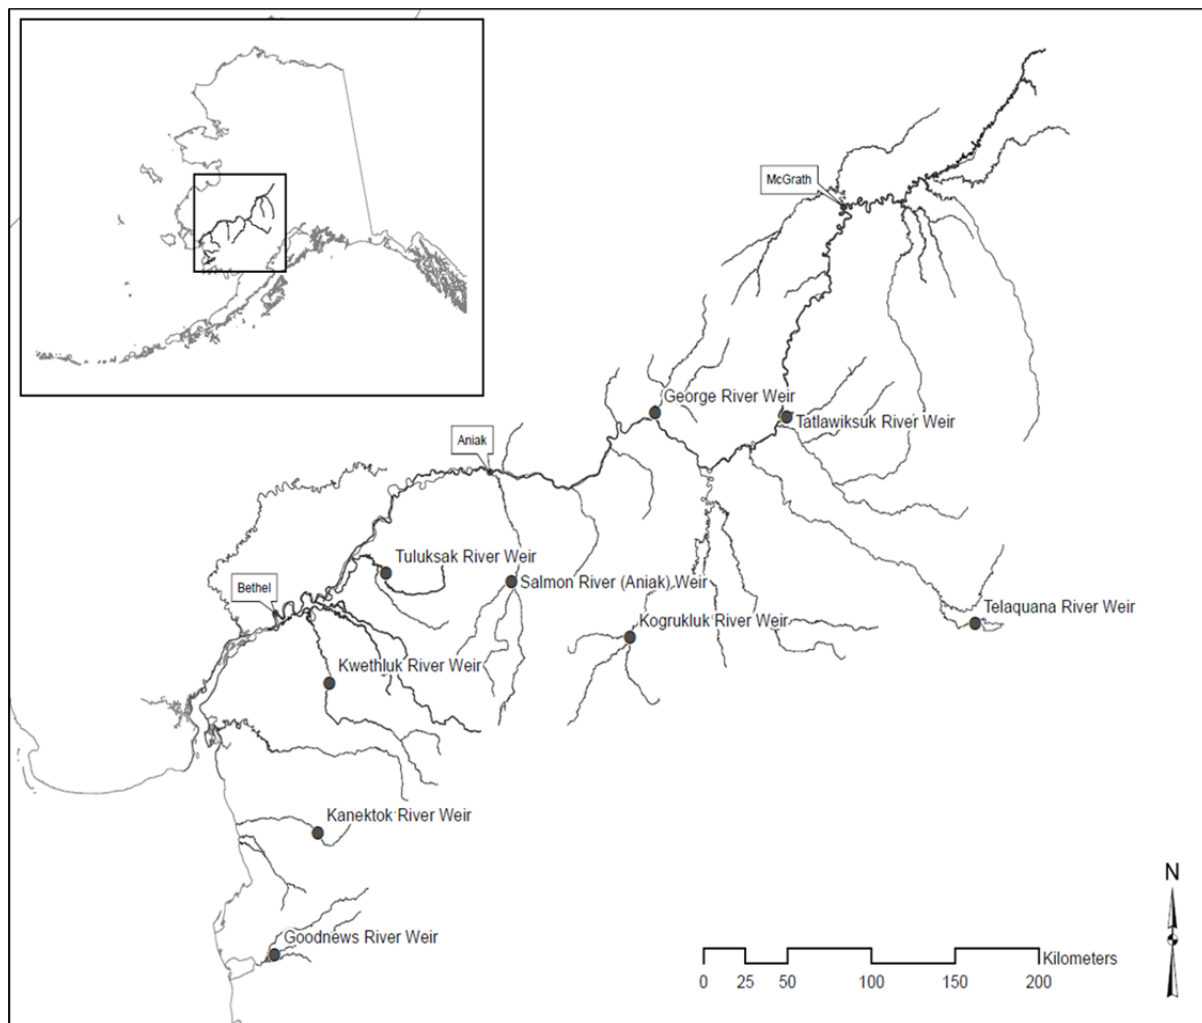 McGrath
George River Weir
Tatlawiksuk River Weir
Aniak
Tuluksak River Weir
Salmon River (Aniak) Weir
Bethel
Telaquana River Weir
Kogrukluk River Weir
Kwethluk River Weir
Kanektok River Weir
N
Goodnews River Weir
Kilometers
0 25 50 100 150 200